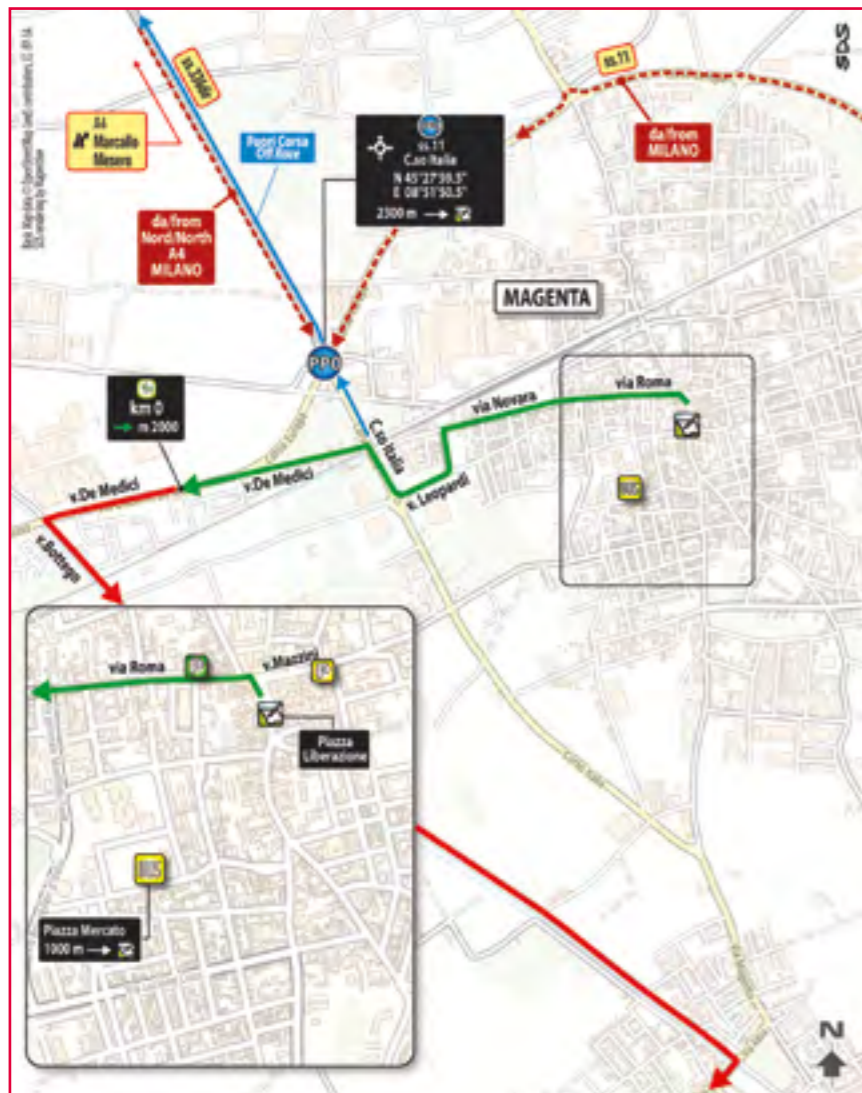 SDS
ss.11
ss.336dir
A4
Marcallo
Mesero
Fuori Corsa
Off Race
ss.11
C.so Italia
N 45°27'39.5"
E 08°51'50.5"
2300 m
da/from
MILANO
da/from
Nord/North
A4
MILANO
MAGENTA
PPO
km 0
m 2000
via Roma
via Novara
C.so Italia
v.De Medici
v. Leopardi
BUS
v.De Medici
v.Bottego
via Roma
v.Mazzini
Piazza
Liberazione
BUS
Piazza Mercato
1000 m
N